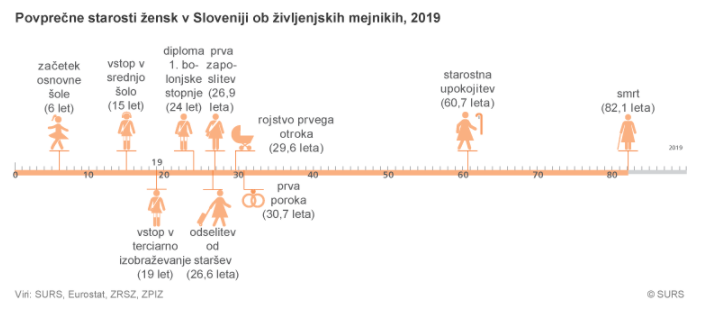 Povprečne starosti žensk v Sloveniji ob življenjskih mejnikih, 2019
začetek
osnovne
šole
(6 let)
vstop v
srednjo
šolo
(15 let)
diploma
1. bo-
lonjske
stopnje
(24 let)
prva
zapo-
slitev
(26,9
leta)
rojstvo prvega
otroka
(29,6 leta)
starostna
upokojitev
(60,7 leta)
smrt
(82,1 leta)
2019
19
0 10 20 30 40 50 60 70 80
vstop v
terciarno
izobraževanje
(19 let)
odselitev
od
staršev
(26,6 leta)
prva
poroka
(30,7 leta)
Viri: SURS, Eurostat, ZRSZ, ZPIZ
© SURS